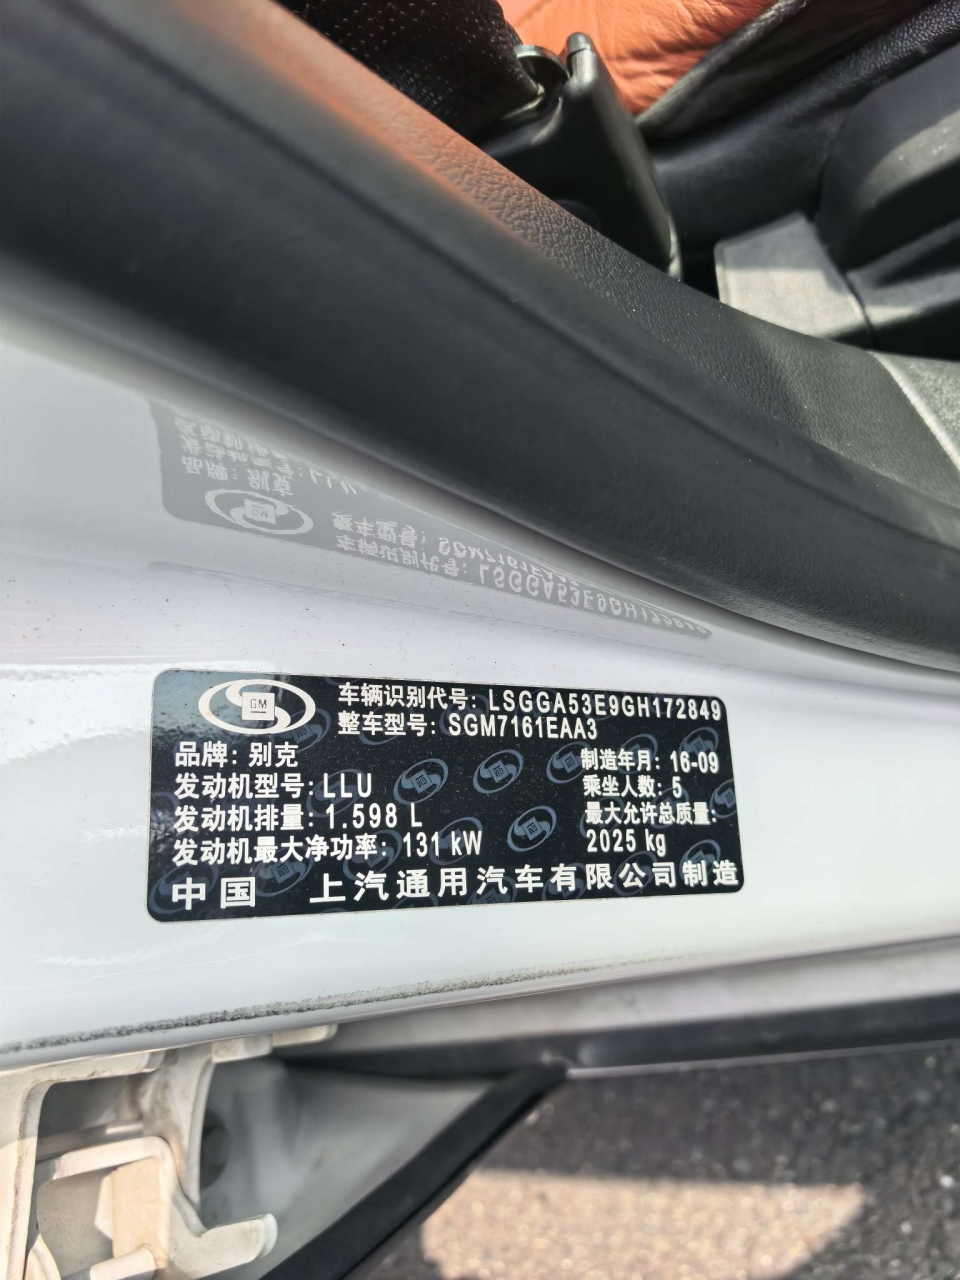 GM
车辆识别代号: LSGGA53E9GH172849
整车型号: SGM7161EAA3
品牌: 别克
制造年月: 16-09
发动机型号: LLU
乘坐人数: 5
发动机排量: 1.598 L
最大允许总质量:
发动机最大净功率: 131 kW
2025 kg
中国 上汽通用汽车有限公司制造